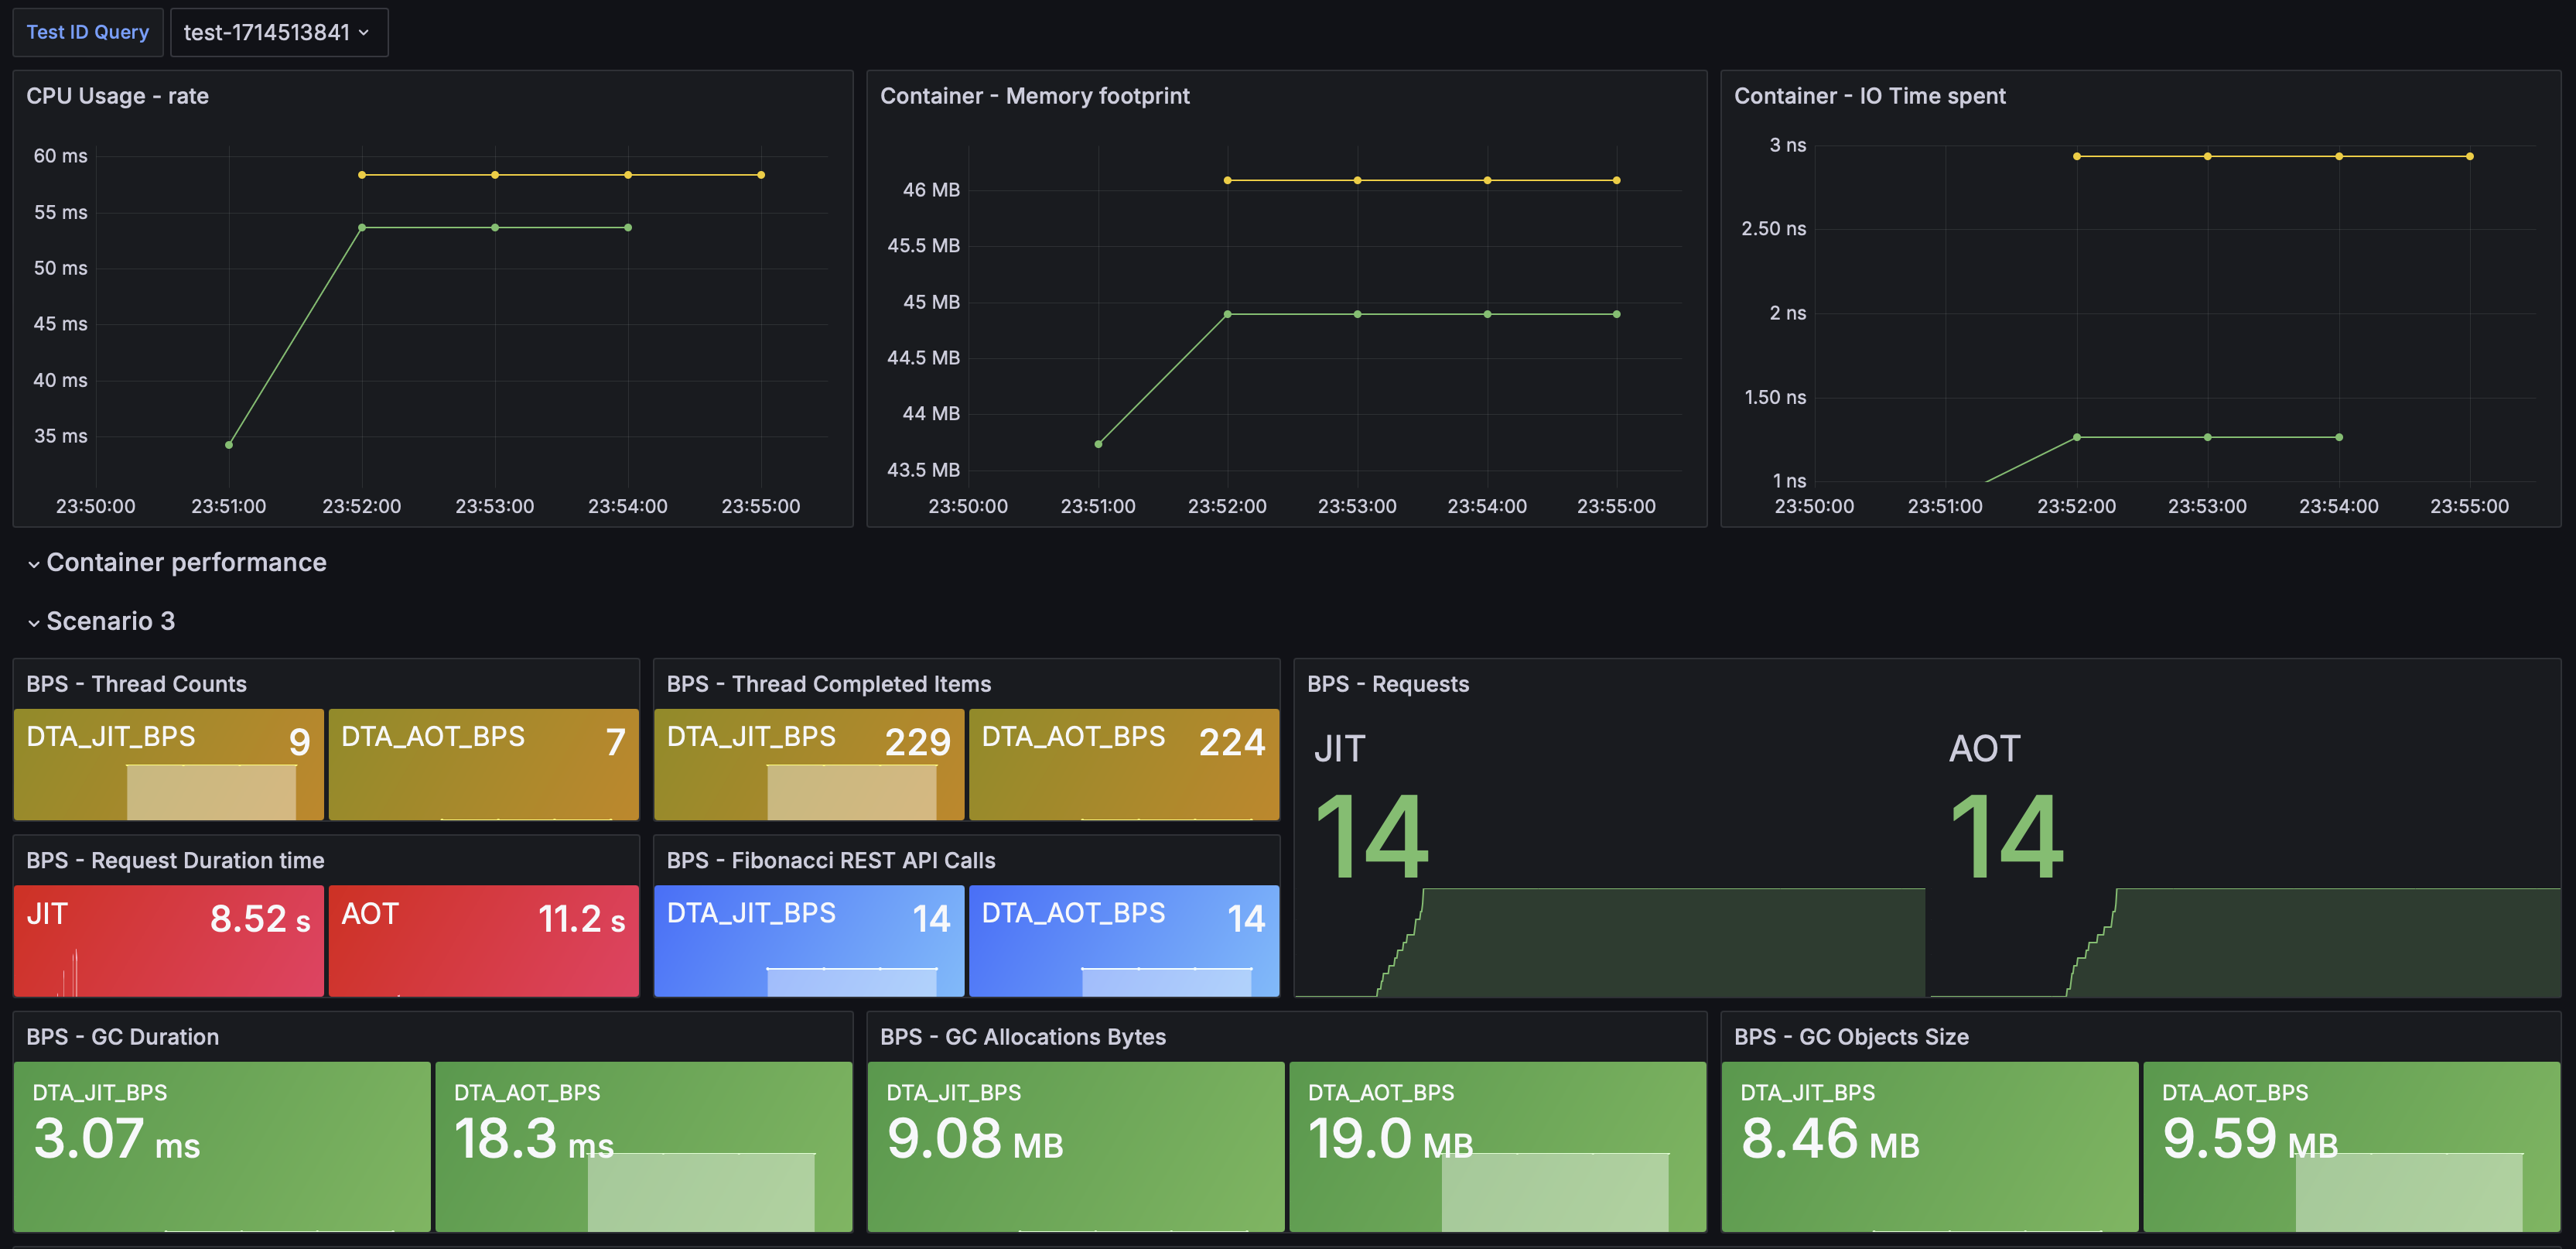 Test ID Query
test-1714513841
CPU Usage - rate
60 ms
55 ms
50 ms
45 ms
40 ms
35 ms
23:50:00 23:51:00 23:52:00 23:53:00 23:54:00 23:55:00
Container - Memory footprint
46 MB
45.5 MB
45 MB
44.5 MB
44 MB
43.5 MB
23:50:00 23:51:00 23:52:00 23:53:00 23:54:00 23:55:00
Container - IO Time spent
3 ns
2.50 ns
2 ns
1.50 ns
1 ns
23:50:00 23:51:00 23:52:00 23:53:00 23:54:00 23:55:00
Container performance
Scenario 3
BPS - Thread Counts
DTA_JIT_BPS 9
DTA_AOT_BPS 7
BPS - Thread Completed Items
DTA_JIT_BPS 229
DTA_AOT_BPS 224
BPS - Requests
JIT
14
AOT
14
BPS - Request Duration time
JIT 8.52 s
AOT 11.2 s
BPS - Fibonacci REST API Calls
DTA_JIT_BPS 14
DTA_AOT_BPS 14
BPS - GC Duration
DTA_JIT_BPS
3.07 ms
DTA_AOT_BPS
18.3 ms
BPS - GC Allocations Bytes
DTA_JIT_BPS
9.08 MB
DTA_AOT_BPS
19.0 MB
BPS - GC Objects Size
DTA_JIT_BPS
8.46 MB
DTA_AOT_BPS
9.59 MB